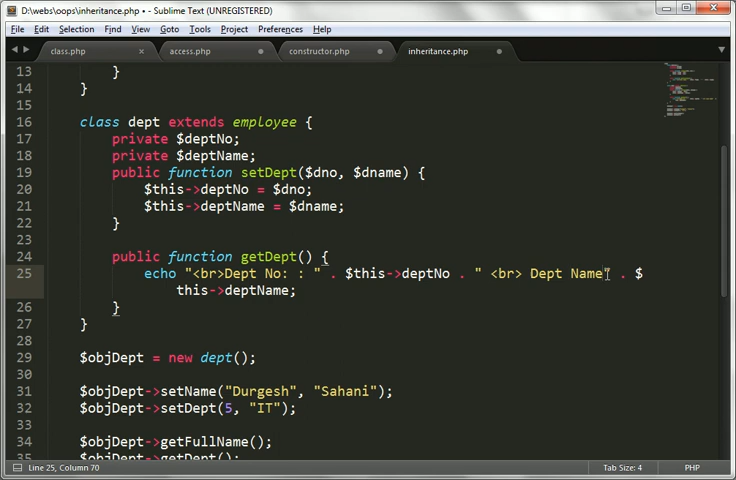 D:\webs\oops\inheritance.php • - Sublime Text (UNREGISTERED)
File Edit Selection Find View Goto Tools Project Preferences Help
class.php access.php constructor.php inheritance.php
13 }
14 }
15
16 class dept extends employee {
17 private $deptNo;
18 private $deptName;
19 public function setDept($dno, $dname) {
20 $this->deptNo = $dno;
21 $this->deptName = $dname;
22 }
23
24 public function getDept() {
25 echo "<br>Dept No: : " . $this->deptNo . " <br> Dept Name" . $
this->deptName;
26 }
27 }
28
29 $objDept = new dept();
30
31 $objDept->setName("Durgesh", "Sahani");
32 $objDept->setDept(5, "IT");
33
34 $objDept->getFullName();
35 $objDept->getDept();
Line 25, Column 70 Tab Size: 4 PHP